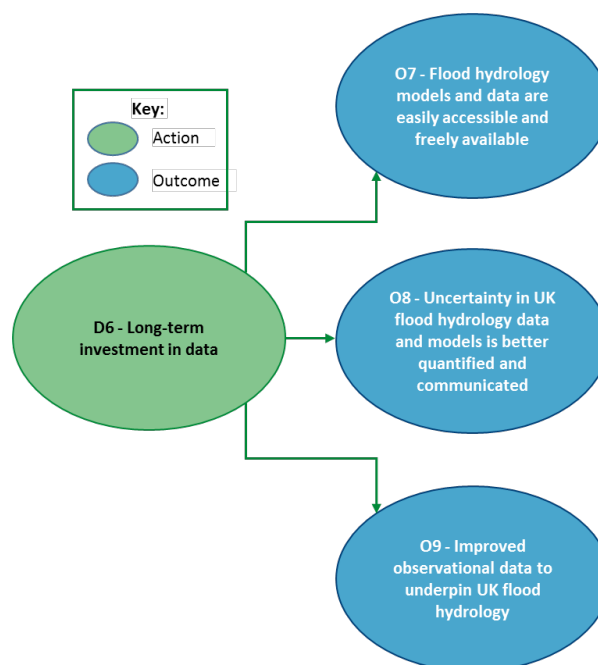 Key:
Action
Outcome
O7 - Flood hydrology
models and data are
easily accessible and
freely available
D6 - Long-term
investment in data
O8 - Uncertainty in UK
flood hydrology data
and models is better
quantified and
communicated
O9 - Improved
observational data to
underpin UK flood
hydrology